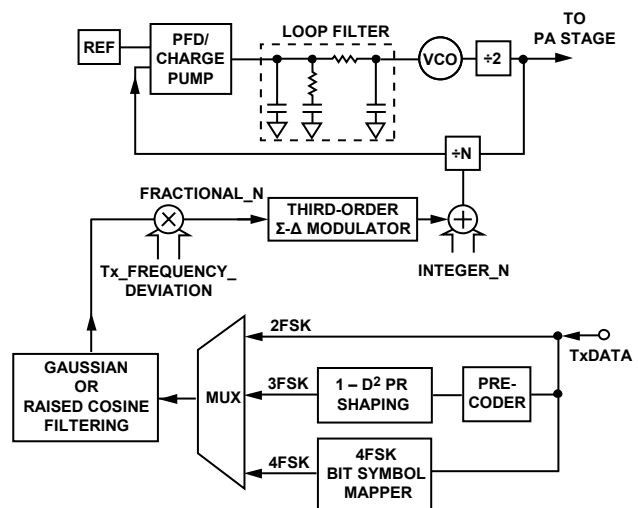 REF
PFD/
CHARGE
PUMP
LOOP FILTER
VCO
÷2
TO
PA STAGE
÷N
FRACTIONAL_N
×
THIRD-ORDER
Σ-Δ MODULATOR
+
Tx_FREQUENCY_
DEVIATION
INTEGER_N
GAUSSIAN
OR
RAISED COSINE
FILTERING
MUX
2FSK
TxDATA
3FSK
1 – D² PR
SHAPING
PRE-
CODER
4FSK
4FSK
BIT SYMBOL
MAPPER